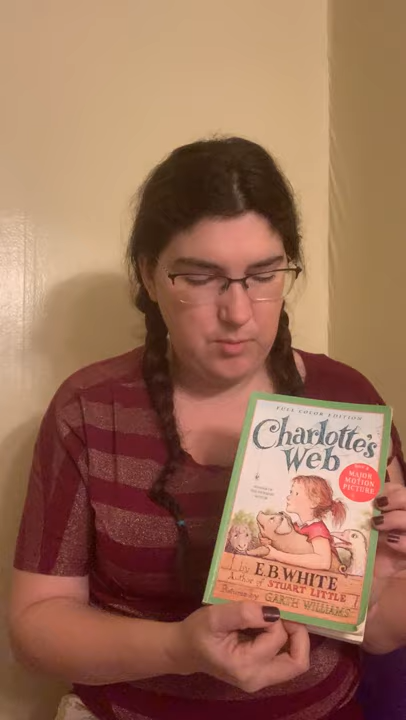 FULL COLOR EDITION
Charlotte's
Web
NOW A
MAJOR
MOTION
PICTURE
by E.B. WHITE
Author of STUART LITTLE
Pictures by GARTH WILLIAMS